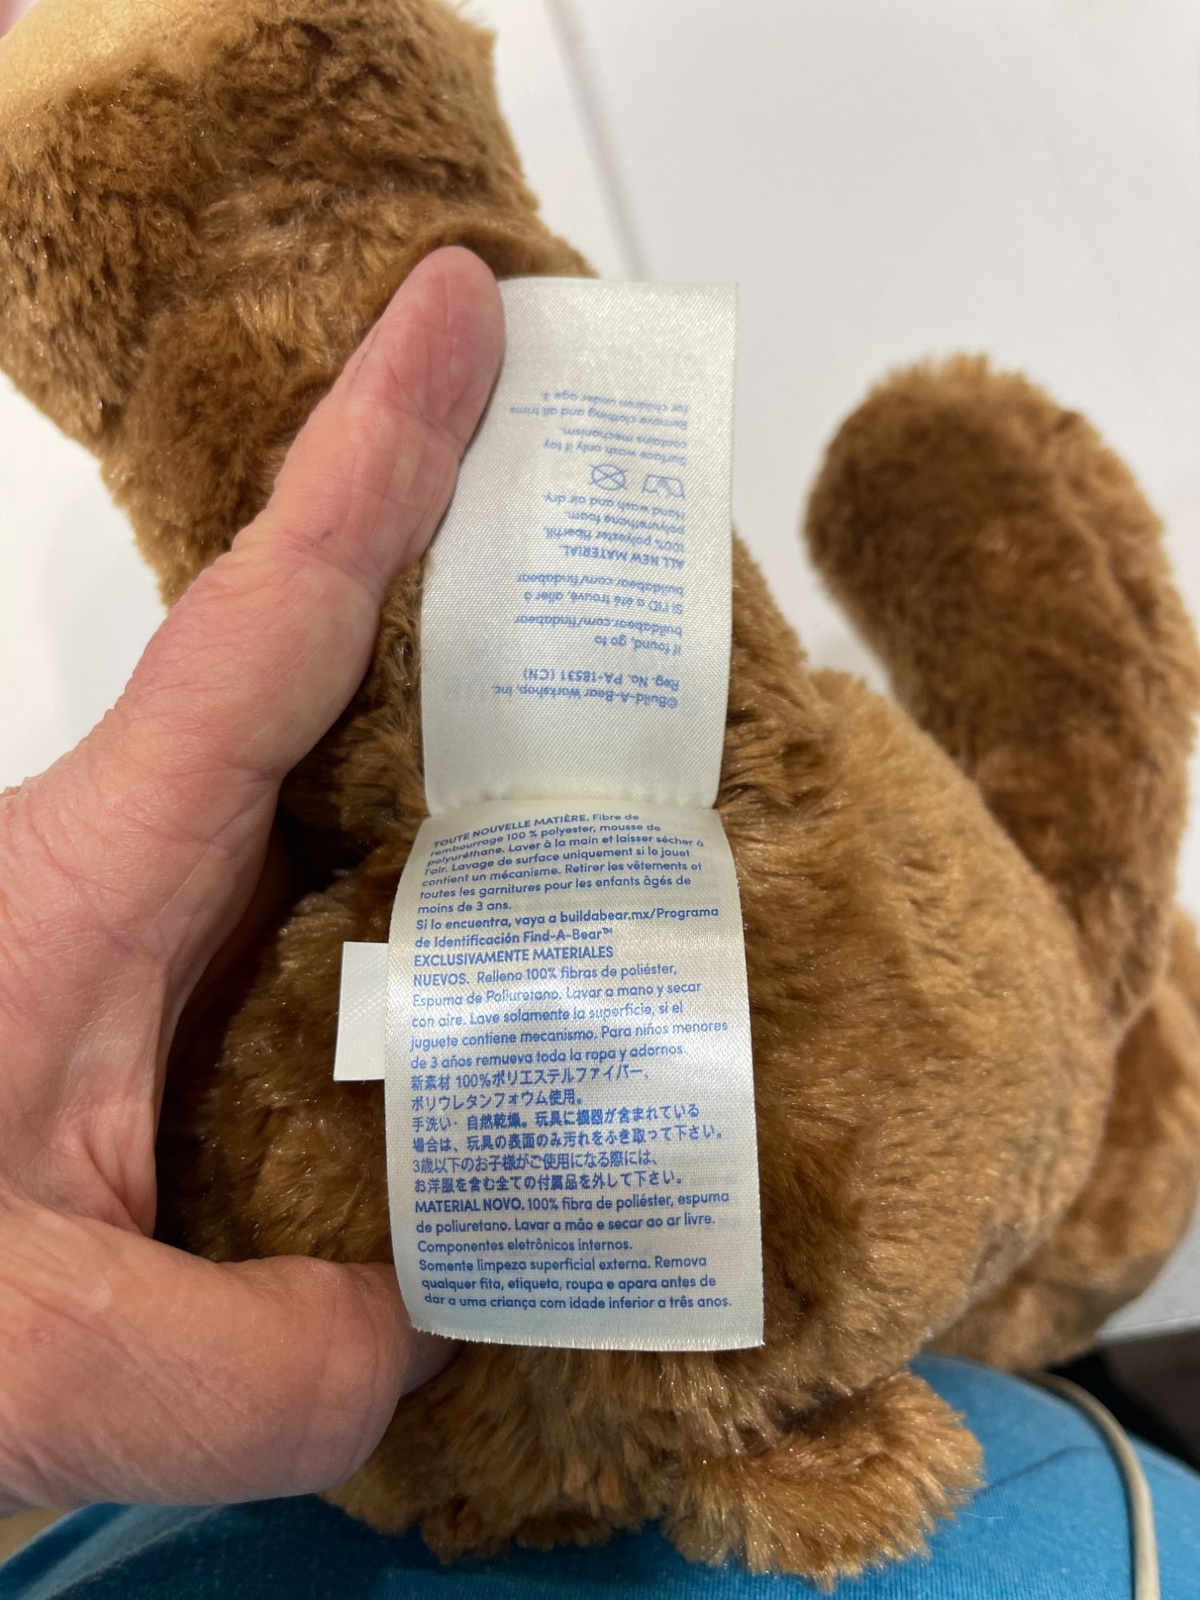 ©Build-A-Bear Workshop, Inc.
Reg. No. PA-18531 (CN)
If found, go to
buildabear.com/findabear
Si l'ID a été trouvé, aller à
buildabear.com/findabear
ALL NEW MATERIAL.
100% polyester fiberfill,
polyurethane foam.
Hand wash and air dry.
Surface wash only if toy
contains mechanism.
Remove clothing and all trims
for children under age 3.
TOUTE NOUVELLE MATIÈRE. Fibre de
rembourrage 100 % polyester, mousse de
polyuréthane. Laver à la main et laisser sécher à
l'air. Lavage de surface uniquement si le jouet
contient un mécanisme. Retirer les vêtements et
toutes les garnitures pour les enfants âgés de
moins de 3 ans.
Si lo encuentra, vaya a buildabear.mx/Programa
de Identificación Find-A-Bear™
EXCLUSIVAMENTE MATERIALES
NUEVOS. Relleno 100% fibras de poliéster,
Espuma de Poliuretano. Lavar a mano y secar
con aire. Lave solamente la superficie, si el
juguete contiene mecanismo. Para niños menores
de 3 años remueva toda la ropa y adornos.
新素材 100%ポリエステルファイバー、
ポリウレタンフォウム使用。
手洗い・自然乾燥。玩具に機器が含まれている
場合は、玩具の表面のみ汚れをふき取って下さい。
3歳以下のお子様がご使用になる際には、
お洋服を含む全ての付属品を外して下さい。
MATERIAL NOVO. 100% fibra de poliéster, espuma
de poliuretano. Lavar a mão e secar ao ar livre.
Componentes eletrônicos internos.
Somente limpeza superficial externa. Remova
qualquer fita, etiqueta, roupa e apara antes de
dar a uma criança com idade inferior a três anos.